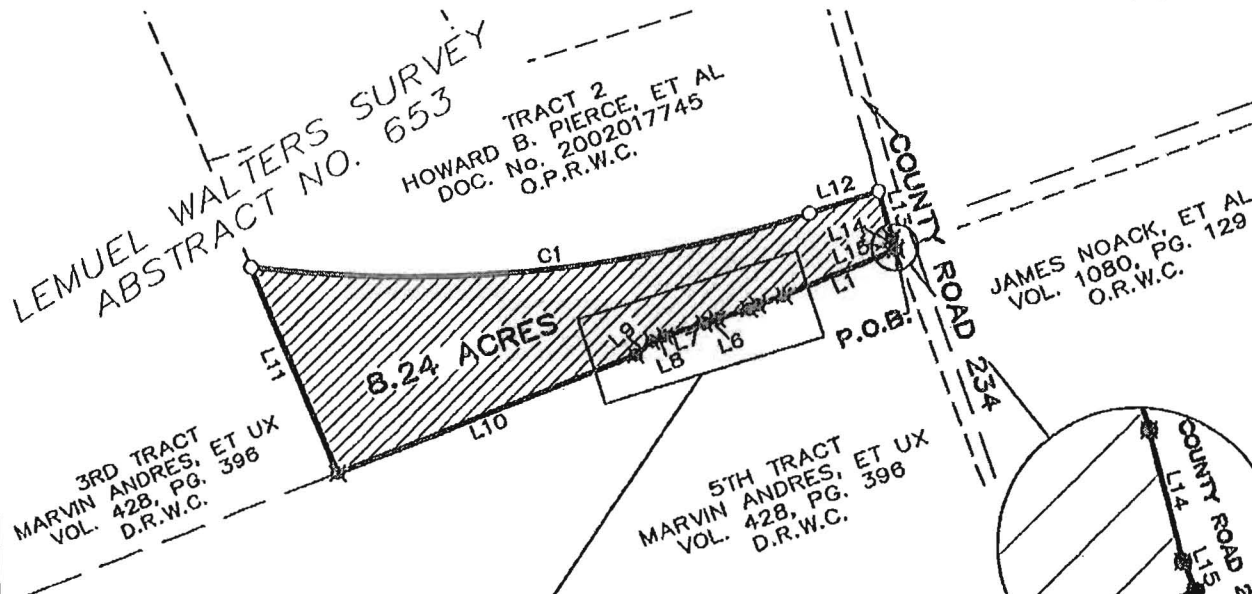 LEMUEL WALTERS SURVEY
ABSTRACT NO. 653
TRACT 2
HOWARD B. PIERCE, ET AL
DOC. No. 2002017745
O.P.R.W.C.
L12
COUNTY ROAD 234
L13
L14
L15
C1
L1
P.O.B.
JAMES NOACK, ET AL
VOL. 1080, PG. 129
O.R.W.C.
8.24 ACRES
L9
L8
L7
L6
L11
L10
3RD TRACT
MARVIN ANDRES, ET UX
VOL. 428, PG. 396
D.R.W.C.
5TH TRACT
MARVIN ANDRES, ET UX
VOL. 428, PG. 396
D.R.W.C.
COUNTY ROAD 2
L14
L15